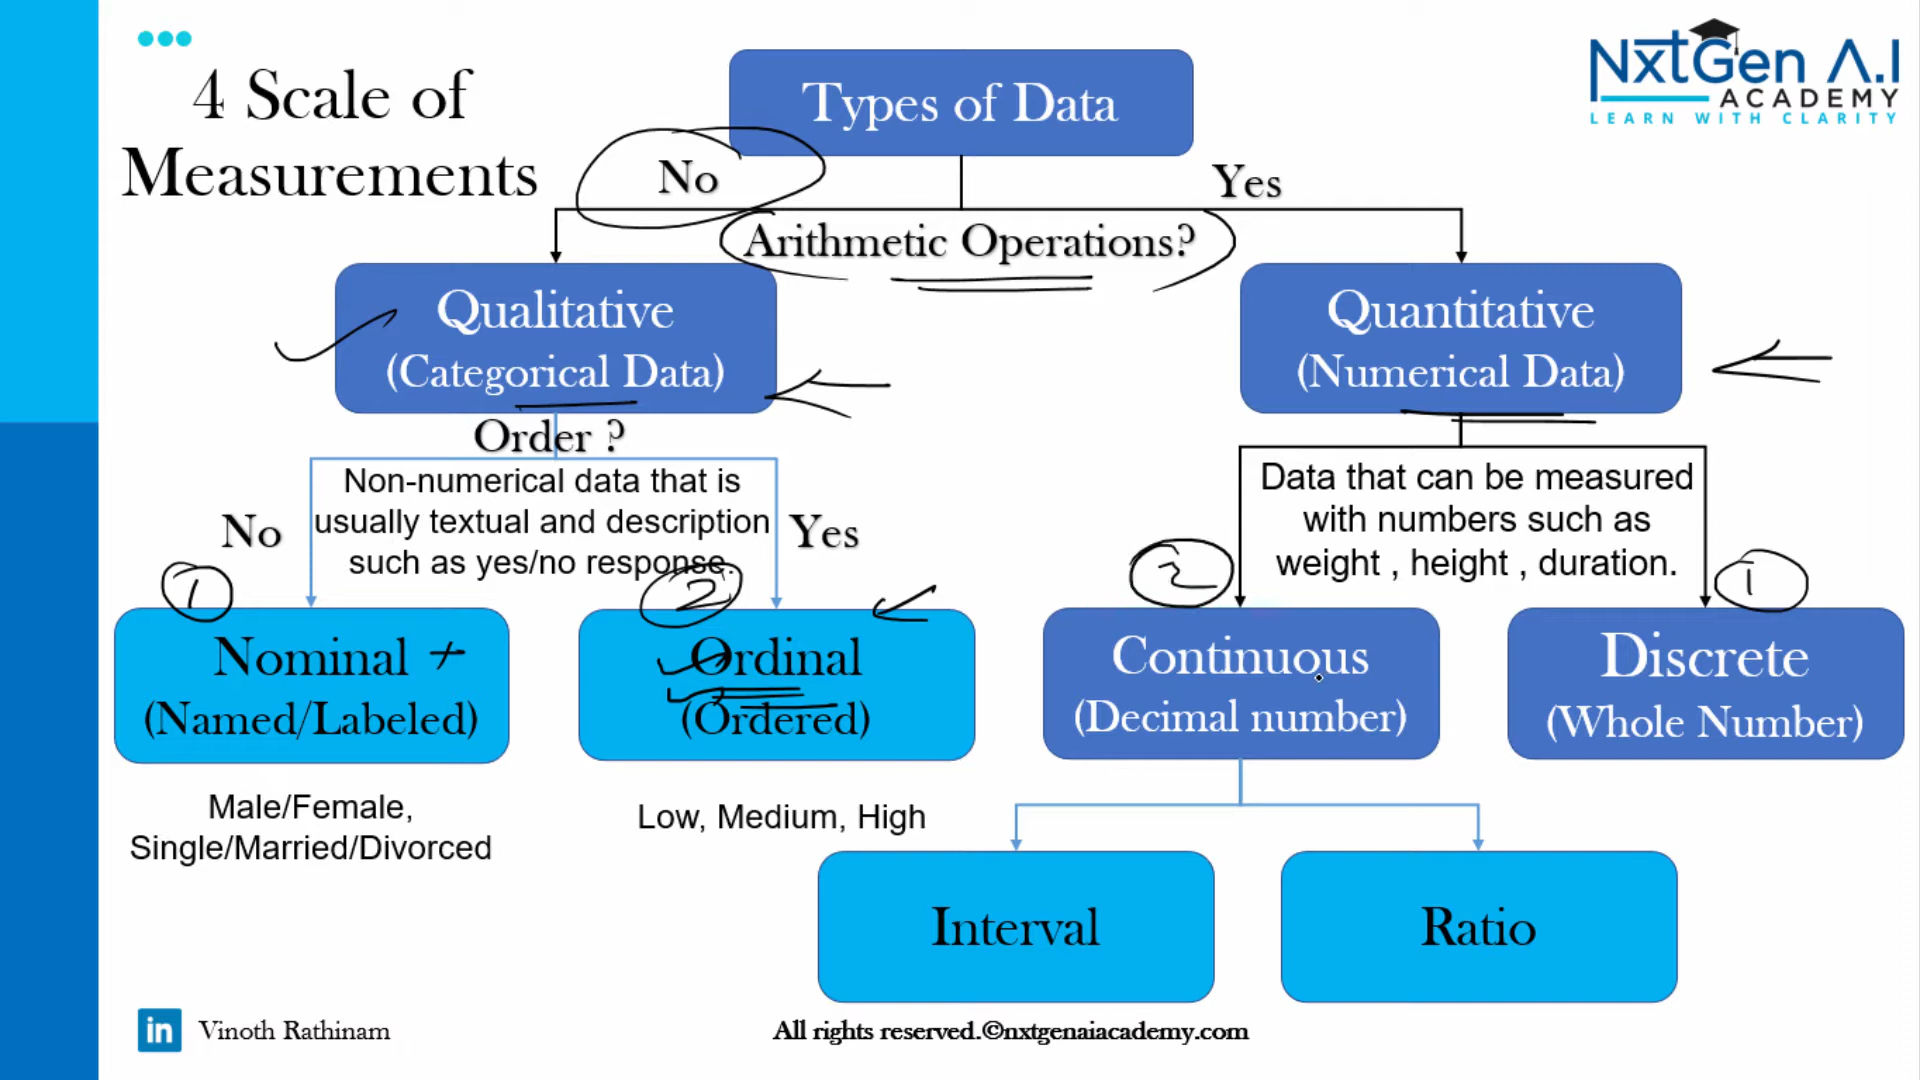 4 Scale of
Measurements
Types of Data
NxtGen A.I
ACADEMY
LEARN WITH CLARITY
No
Yes
Arithmetic Operations?
Qualitative
(Categorical Data)
Quantitative
(Numerical Data)
Order ?
Non-numerical data that is
usually textual and description
such as yes/no response.
No
Yes
Data that can be measured
with numbers such as
weight , height , duration.
1
2
2
1
Nominal
(Named/Labeled)
Ordinal
(Ordered)
Continuous
(Decimal number)
Discrete
(Whole Number)
Male/Female,
Single/Married/Divorced
Low, Medium, High
Interval
Ratio
in
Vinoth Rathinam
All rights reserved.©nxtgenaiacademy.com